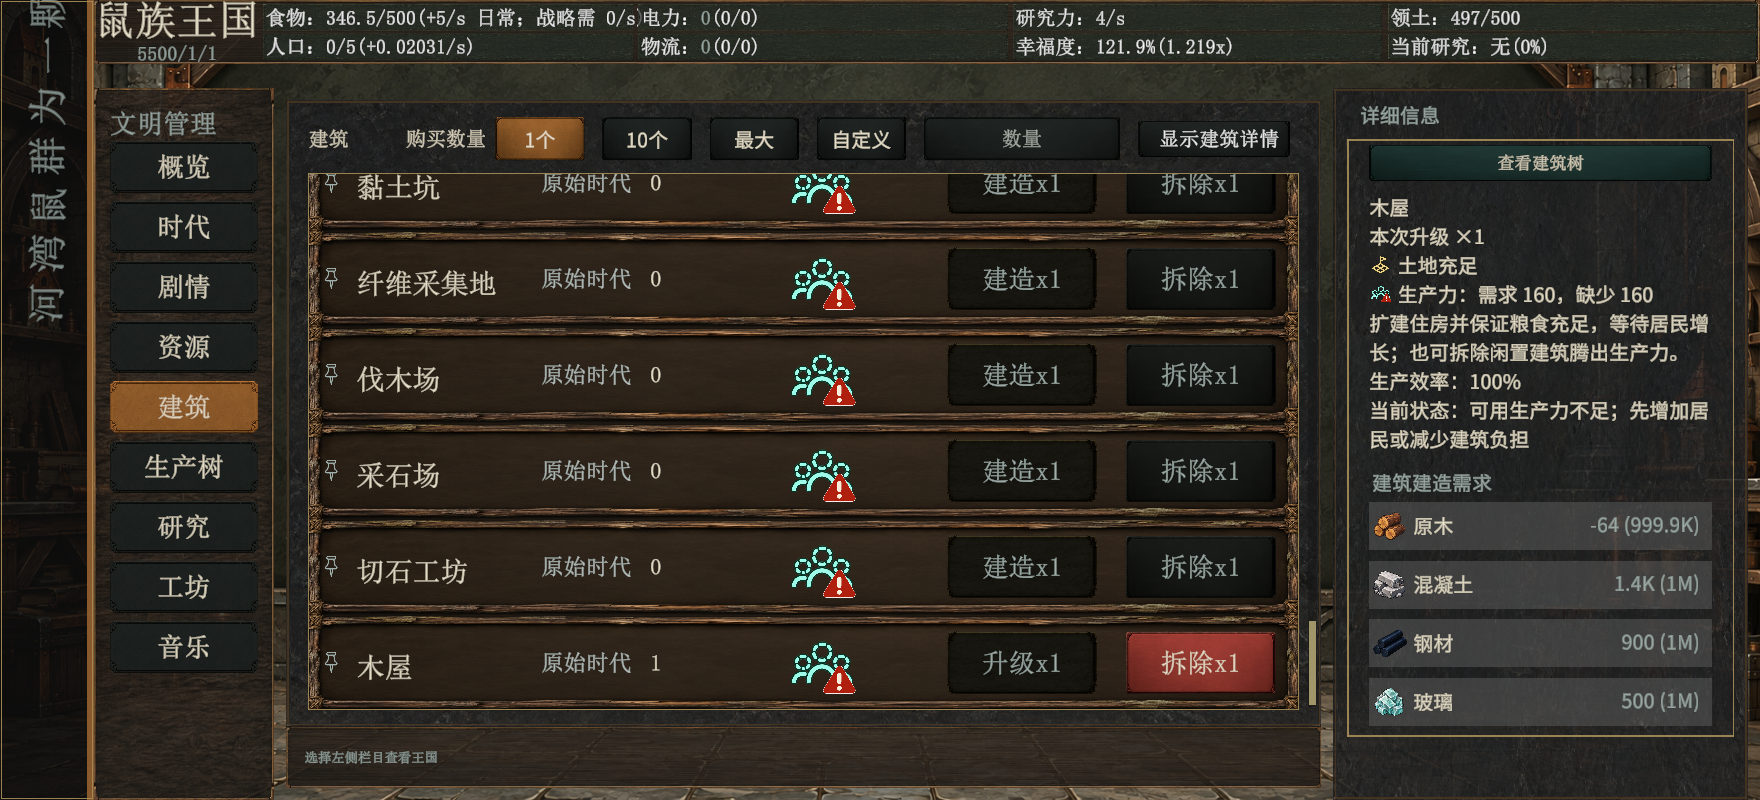 一颗
河湾鼠群为
鼠族王国
5500/1/1
食物: 346.5/500(+5/s 日常; 战略需 0/s)
人口: 0/5(+0.02031/s)
电力: 0(0/0)
物流: 0(0/0)
研究力: 4/s
幸福度: 121.9%(1.219x)
领土: 497/500
当前研究: 无(0%)
文明管理
概览
时代
剧情
资源
建筑
生产树
研究
工坊
音乐
建筑 购买数量 1个 10个 最大 自定义 数量 显示建筑详情
黏土坑 原始时代 0 建造x1 拆除x1
纤维采集地 原始时代 0 建造x1 拆除x1
伐木场 原始时代 0 建造x1 拆除x1
采石场 原始时代 0 建造x1 拆除x1
切石工坊 原始时代 0 建造x1 拆除x1
木屋 原始时代 1 升级x1 拆除x1
选择左侧栏目查看王国
详细信息
查看建筑树
木屋
本次升级 ×1
土地充足
生产力：需求 160，缺少 160
扩建住房并保证粮食充足，等待居民增
长；也可拆除闲置建筑腾出生产力。
生产效率：100%
当前状态：可用生产力不足；先增加居
民或减少建筑负担
建筑建造需求
原木 -64 (999.9K)
混凝土 1.4K (1M)
钢材 900 (1M)
玻璃 500 (1M)